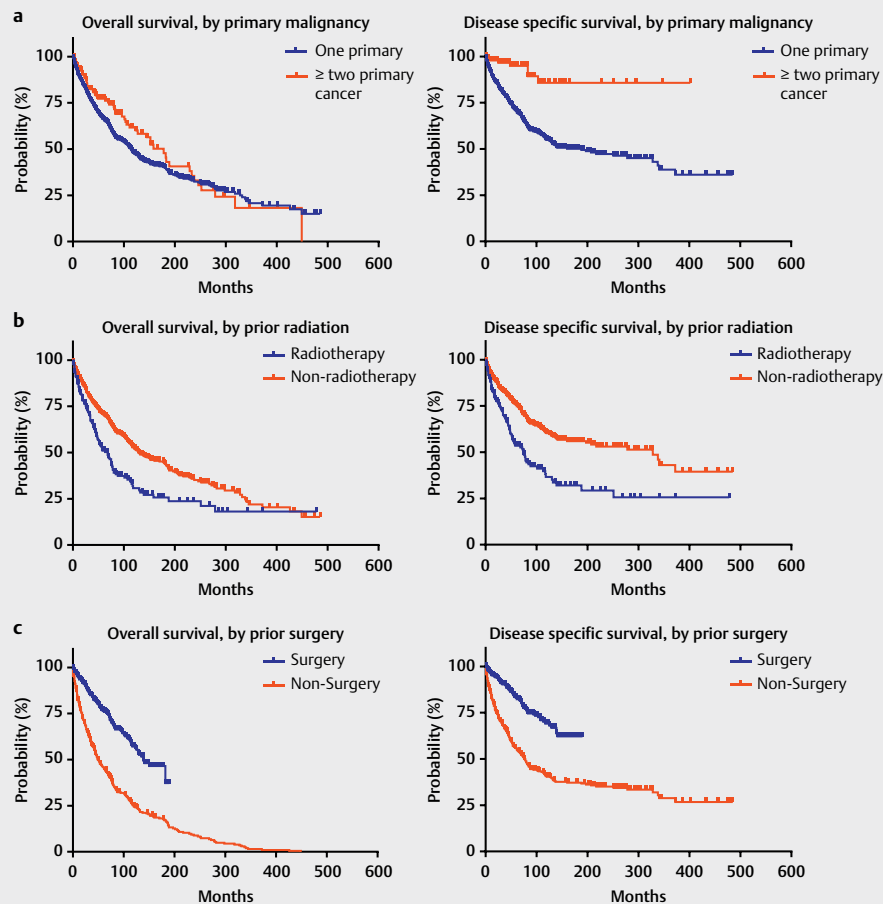 a
Overall survival, by primary malignancy
Probability (%)
100
75
50
25
0
0 100 200 300 400 500 600
Months
One primary
≥ two primary
cancer
Disease specific survival, by primary malignancy
Probability (%)
100
75
50
25
0
0 100 200 300 400 500 600
Months
One primary
≥ two primary
cancer
b
Overall survival, by prior radiation
Probability (%)
100
75
50
25
0
0 100 200 300 400 500 600
Months
Radiotherapy
Non-radiotherapy
Disease specific survival, by prior radiation
Probability (%)
100
75
50
25
0
0 100 200 300 400 500 600
Months
Radiotherapy
Non-radiotherapy
c
Overall survival, by prior surgery
Probability (%)
100
75
50
25
0
0 100 200 300 400 500 600
Months
Surgery
Non-Surgery
Disease specific survival, by prior surgery
Probability (%)
100
75
50
25
0
0 100 200 300 400 500 600
Months
Surgery
Non-Surgery